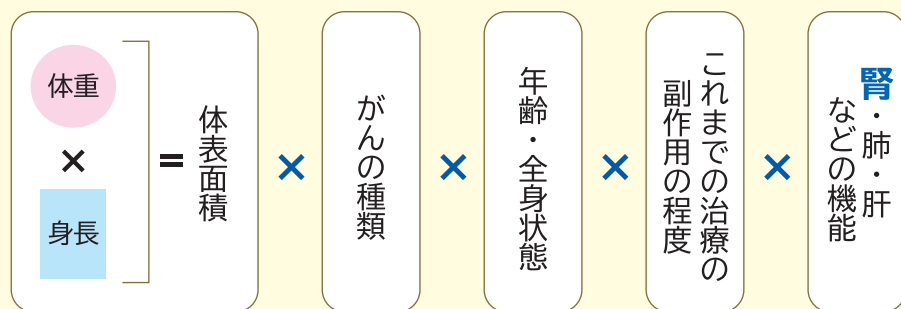 体重
×
身長
=
体表面積
×
がんの種類
×
年齢・全身状態
×
これまでの治療の
副作用の程度
×
腎・肺・肝
などの機能